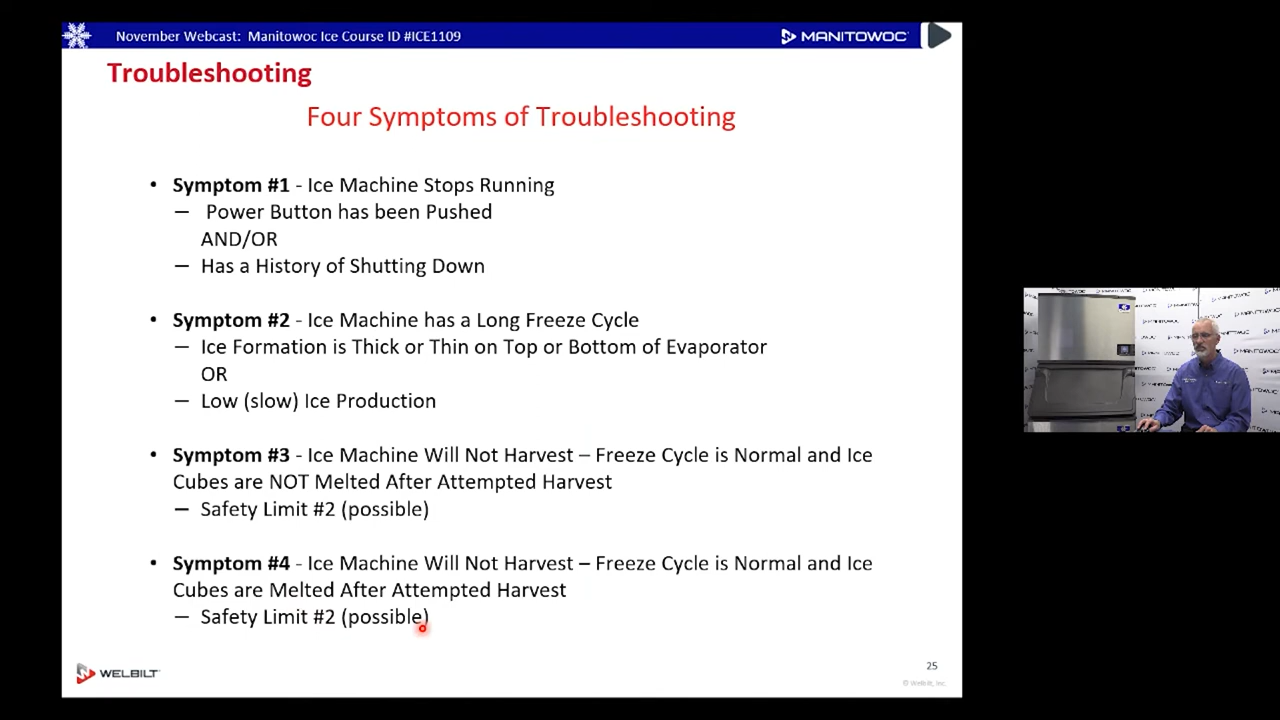 November Webcast: Manitowoc Ice Course ID #ICE1109
MANITOWOC
Troubleshooting
Four Symptoms of Troubleshooting
• Symptom #1 - Ice Machine Stops Running
– Power Button has been Pushed
AND/OR
– Has a History of Shutting Down
• Symptom #2 - Ice Machine has a Long Freeze Cycle
– Ice Formation is Thick or Thin on Top or Bottom of Evaporator
OR
– Low (slow) Ice Production
• Symptom #3 - Ice Machine Will Not Harvest – Freeze Cycle is Normal and Ice
Cubes are NOT Melted After Attempted Harvest
– Safety Limit #2 (possible)
• Symptom #4 - Ice Machine Will Not Harvest – Freeze Cycle is Normal and Ice
Cubes are Melted After Attempted Harvest
– Safety Limit #2 (possible)
WELBILT
25
© Welbilt, Inc.